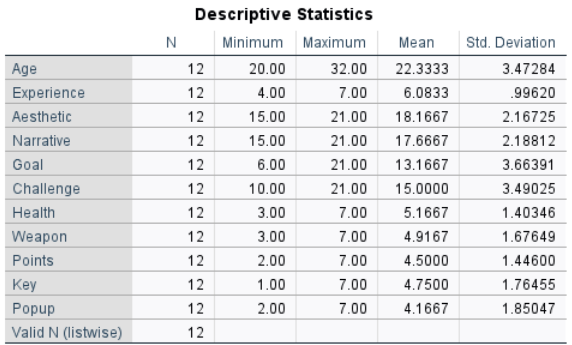 Descriptive Statistics
N Minimum Maximum Mean Std. Deviation
Age 12 20.00 32.00 22.3333 3.47284
Experience 12 4.00 7.00 6.0833 .99620
Aesthetic 12 15.00 21.00 18.1667 2.16725
Narrative 12 15.00 21.00 17.6667 2.18812
Goal 12 6.00 21.00 13.1667 3.66391
Challenge 12 10.00 21.00 15.0000 3.49025
Health 12 3.00 7.00 5.1667 1.40346
Weapon 12 3.00 7.00 4.9167 1.67649
Points 12 2.00 7.00 4.5000 1.44600
Key 12 1.00 7.00 4.7500 1.76455
Popup 12 2.00 7.00 4.1667 1.85047
Valid N (listwise) 12